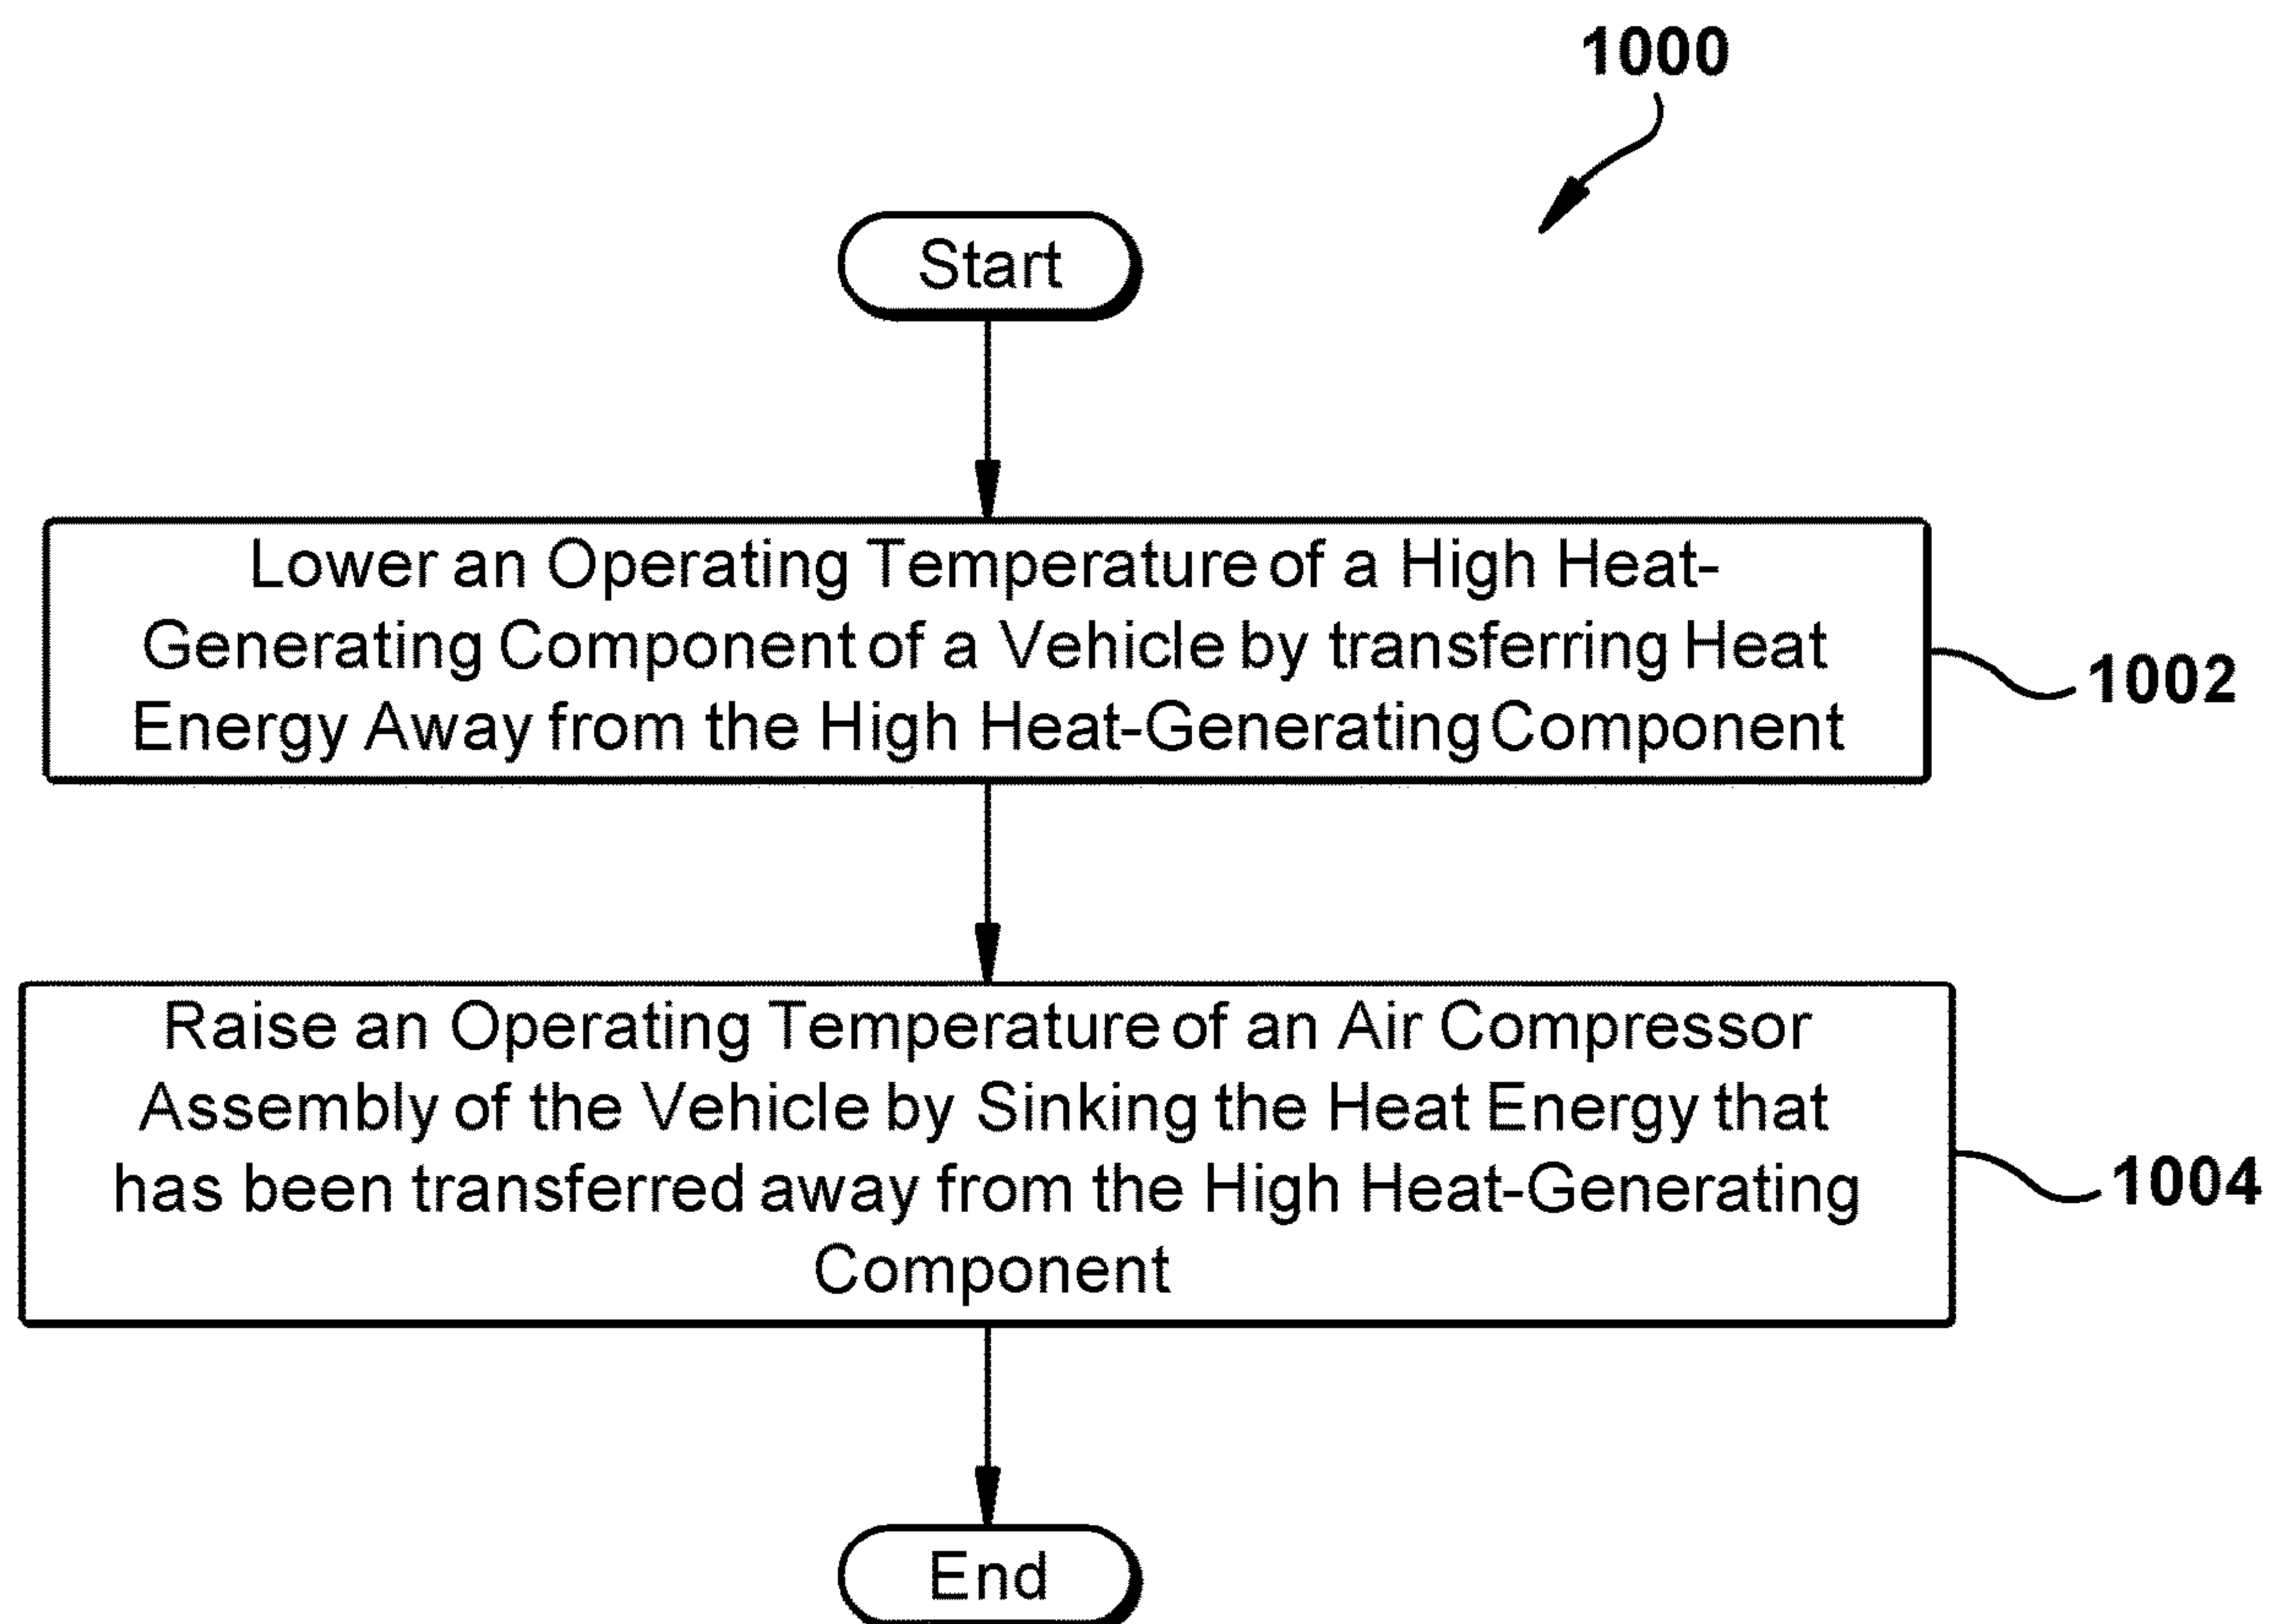 1000
Start
Lower an Operating Temperature of a High Heat-
Generating Component of a Vehicle by transferring Heat
Energy Away from the High Heat-Generating Component
1002
Raise an Operating Temperature of an Air Compressor
Assembly of the Vehicle by Sinking the Heat Energy that
has been transferred away from the High Heat-Generating
Component
1004
End